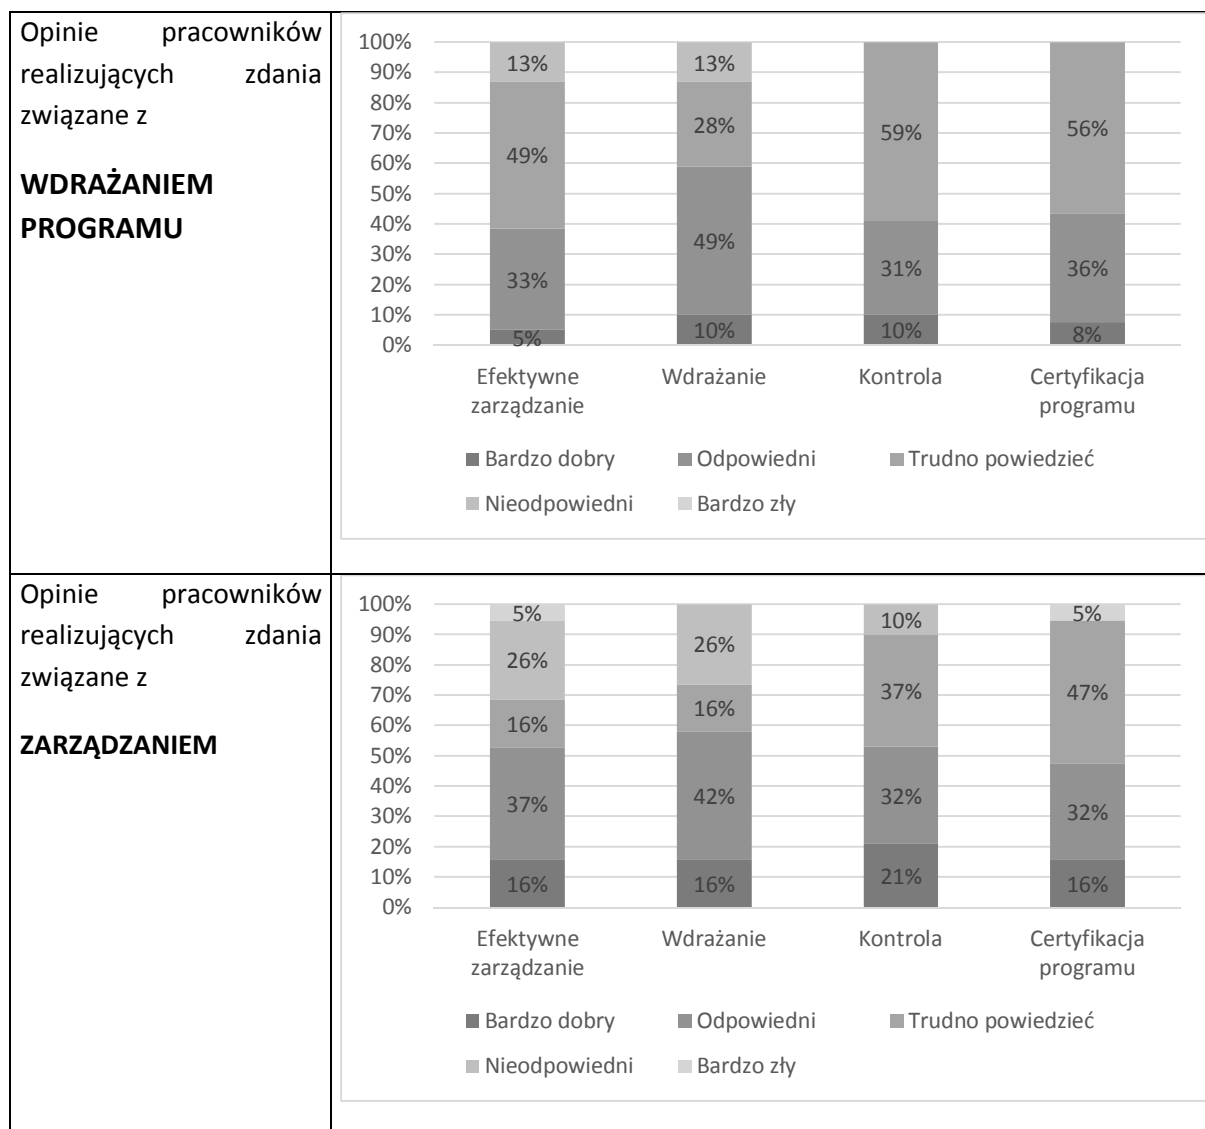 Opinie pracowników
realizujących zdania
związane z
WDRAŻANIEM
PROGRAMU
100%
90%
80%
70%
60%
50%
40%
30%
20%
10%
0%
13% 13%
49% 28% 59% 56%
33% 49% 31% 36%
5% 10% 10% 8%
Efektywne Wdrażanie Kontrola Certyfikacja
zarządzanie programu
Bardzo dobry Odpowiedni Trudno powiedzieć
Nieodpowiedni Bardzo zły
Opinie pracowników
realizujących zdania
związane z
ZARZĄDZANIEM
100%
90%
80%
70%
60%
50%
40%
30%
20%
10%
0%
5% 10% 5%
26% 26% 37% 47%
16% 16%
37% 42% 32% 32%
16% 16% 21% 16%
Efektywne Wdrażanie Kontrola Certyfikacja
zarządzanie programu
Bardzo dobry Odpowiedni Trudno powiedzieć
Nieodpowiedni Bardzo zły